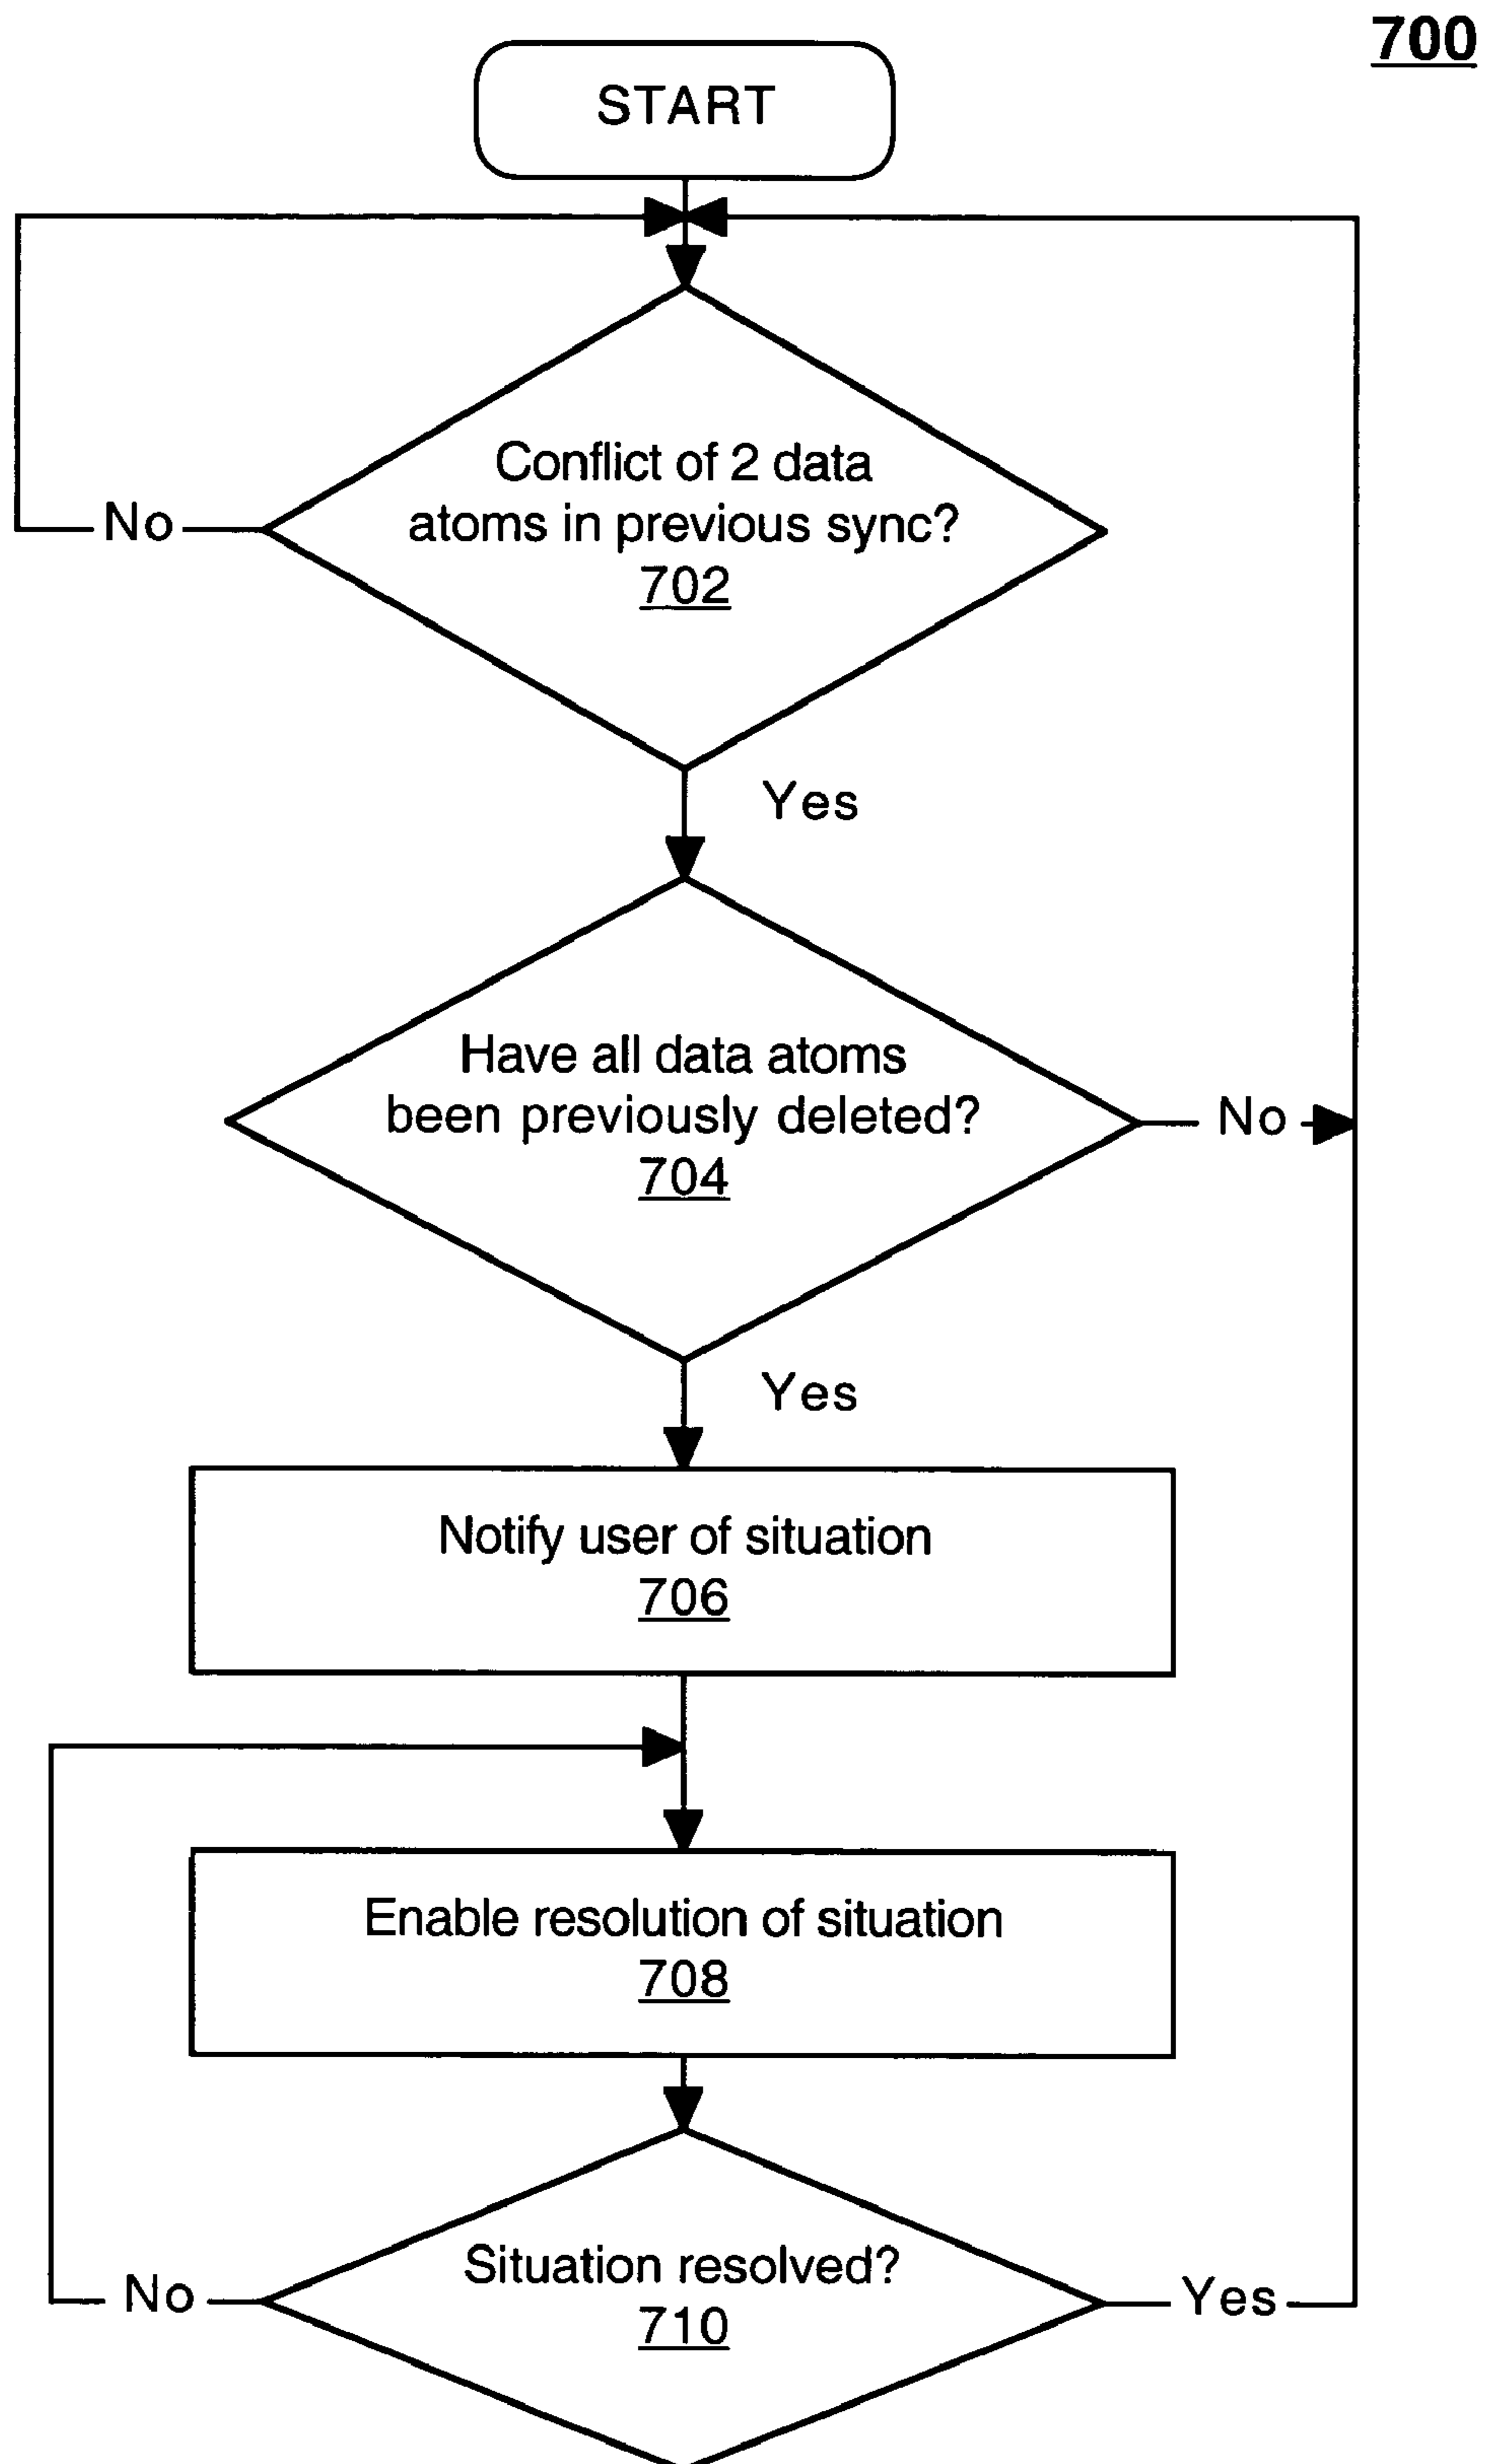 700
START
Conflict of 2 data
atoms in previous sync?
702
No
Yes
Have all data atoms
been previously deleted?
704
No
Yes
Notify user of situation
706
Enable resolution of situation
708
Situation resolved?
710
No
Yes